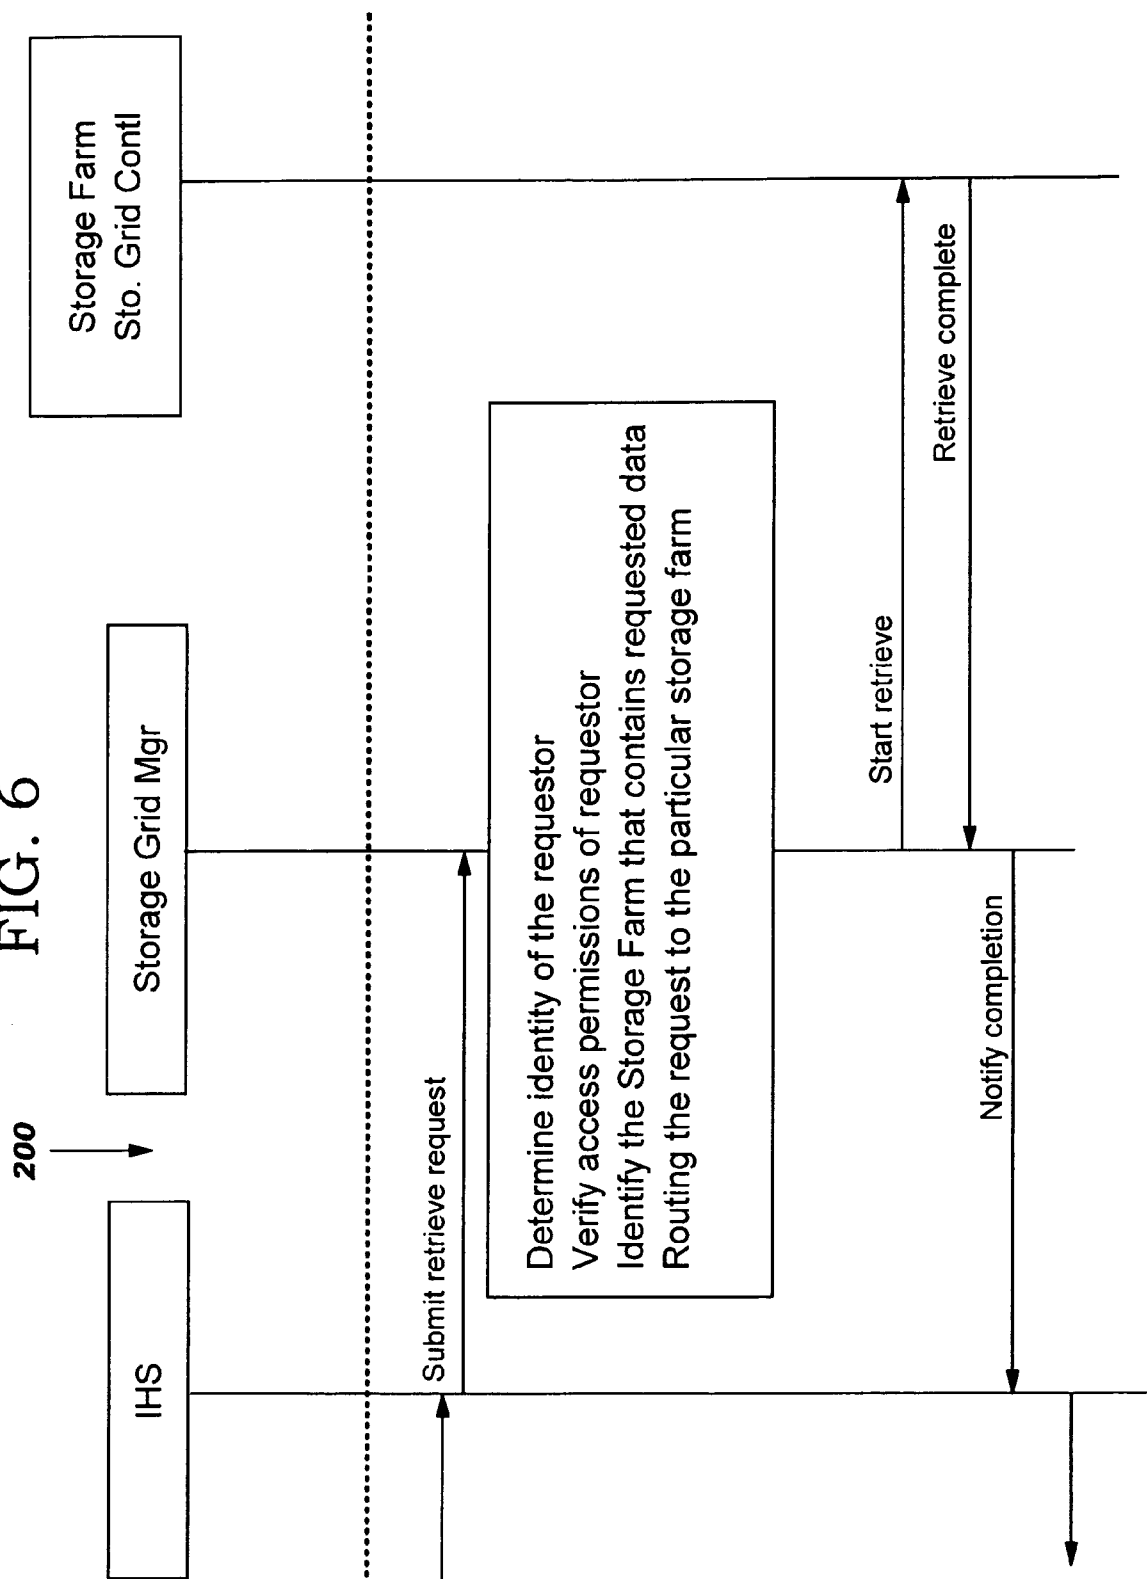 FIG. 6
200
IHS
Storage Grid Mgr
Storage Farm
Sto. Grid Contl
Submit retrieve request
Determine identity of the requestor
Verify access permissions of requestor
Identify the Storage Farm that contains requested data
Routing the request to the particular storage farm
Start retrieve
Retrieve complete
Notify completion